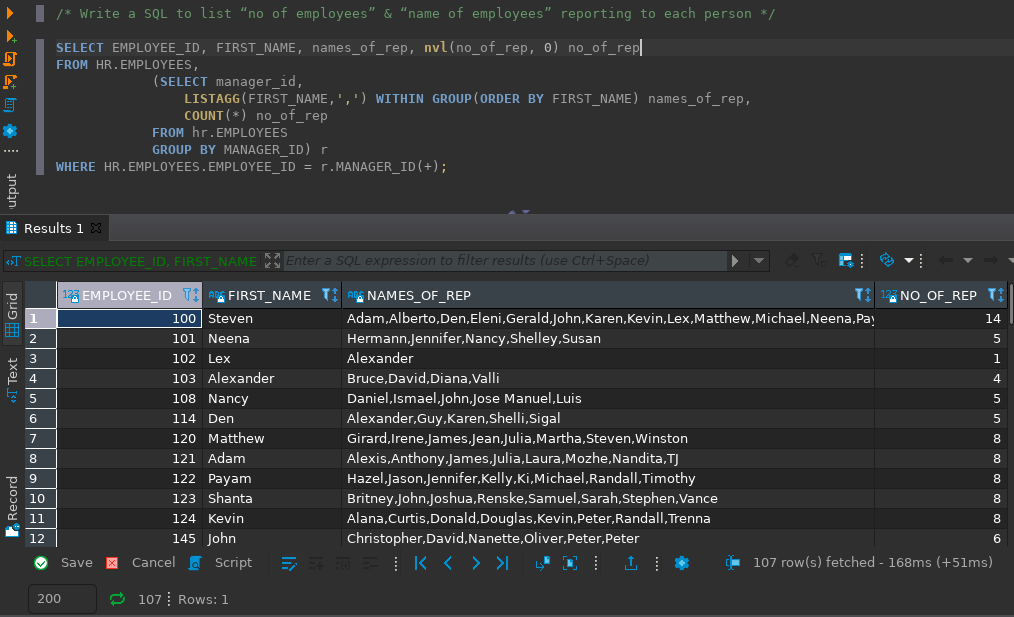 /* Write a SQL to list “no of employees” & “name of employees” reporting to each person */
SELECT EMPLOYEE_ID, FIRST_NAME, names_of_rep, nvl(no_of_rep, 0) no_of_rep
FROM HR.EMPLOYEES,
(SELECT manager_id,
LISTAGG(FIRST_NAME,',') WITHIN GROUP(ORDER BY FIRST_NAME) names_of_rep,
COUNT(*) no_of_rep
FROM hr.EMPLOYEES
GROUP BY MANAGER_ID) r
WHERE HR.EMPLOYEES.EMPLOYEE_ID = r.MANAGER_ID(+);
utput
Results 1
SELECT EMPLOYEE_ID, FIRST_NAME
Enter a SQL expression to filter results (use Ctrl+Space)
Grid
Text
Record
123 EMPLOYEE_ID ABC FIRST_NAME ABC NAMES_OF_REP 123 NO_OF_REP
1 100 Steven Adam,Alberto,Den,Eleni,Gerald,John,Karen,Kevin,Lex,Matthew,Michael,Neena,Pay 14
2 101 Neena Hermann,Jennifer,Nancy,Shelley,Susan 5
3 102 Lex Alexander 1
4 103 Alexander Bruce,David,Diana,Valli 4
5 108 Nancy Daniel,Ismael,John,Jose Manuel,Luis 5
6 114 Den Alexander,Guy,Karen,Shelli,Sigal 5
7 120 Matthew Girard,Irene,James,Jean,Julia,Martha,Steven,Winston 8
8 121 Adam Alexis,Anthony,James,Julia,Laura,Mozhe,Nandita,TJ 8
9 122 Payam Hazel,Jason,Jennifer,Kelly,Ki,Michael,Randall,Timothy 8
10 123 Shanta Britney,John,Joshua,Renske,Samuel,Sarah,Stephen,Vance 8
11 124 Kevin Alana,Curtis,Donald,Douglas,Kevin,Peter,Randall,Trenna 8
12 145 John Christopher,David,Nanette,Oliver,Peter,Peter 6
Save Cancel Script 107 row(s) fetched - 168ms (+51ms)
200 107 Rows: 1